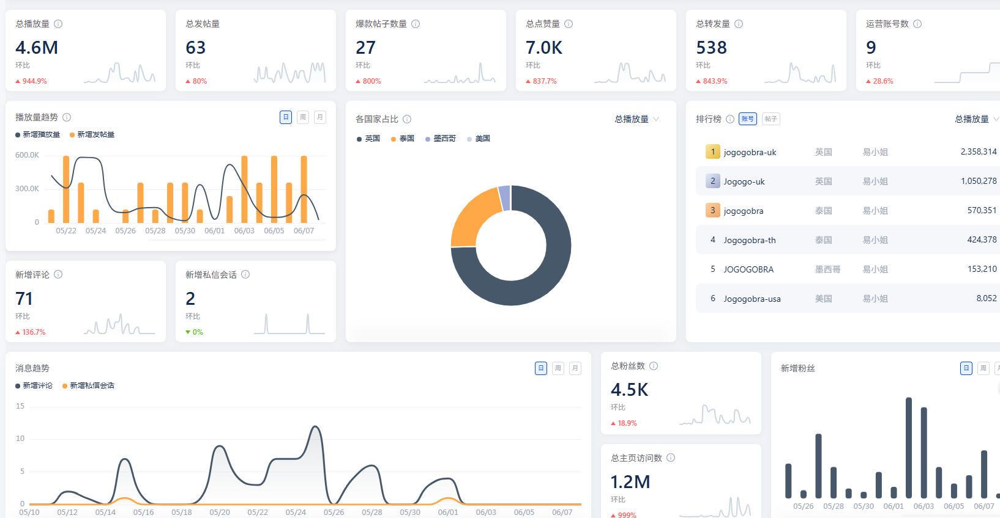 总播放量
4.6M
环比
944.9%
总发帖量
63
环比
80%
爆款帖子数量
27
环比
800%
总点赞量
7.0K
环比
837.7%
总转发量
538
环比
843.9%
运营账号数
9
环比
28.6%
播放量趋势
日 周 月
新增播放量 新增发帖量
600.0K
300.0K
0
05/22 05/24 05/26 05/28 05/30 06/01 06/03 06/05 06/07
各国家占比 总播放量
英国 泰国 墨西哥 美国
排行榜 账号 帖子 总播放量
1 jogogobra-uk 英国 易小姐 2,358,314
2 Jogogo-uk 英国 易小姐 1,050,278
3 jogogobra 泰国 易小姐 570,351
4 Jogogobra-th 泰国 易小姐 424,378
5 JOGOGOBRA 墨西哥 易小姐 153,210
6 Jogogobra-usa 美国 易小姐 8,052
新增评论
71
环比
136.7%
新增私信会话
2
环比
0%
消息趋势
日 周 月
新增评论 新增私信会话
15
10
5
0
05/10 05/12 05/14 05/16 05/18 05/20 05/22 05/24 05/26 05/28 05/30 06/01 06/03 06/05 06/07
总粉丝数
4.5K
环比
18.9%
总主页访问数
1.2M
环比
999%
新增粉丝
日 周 月
05/26 05/28 05/30 06/01 06/03 06/05 06/07